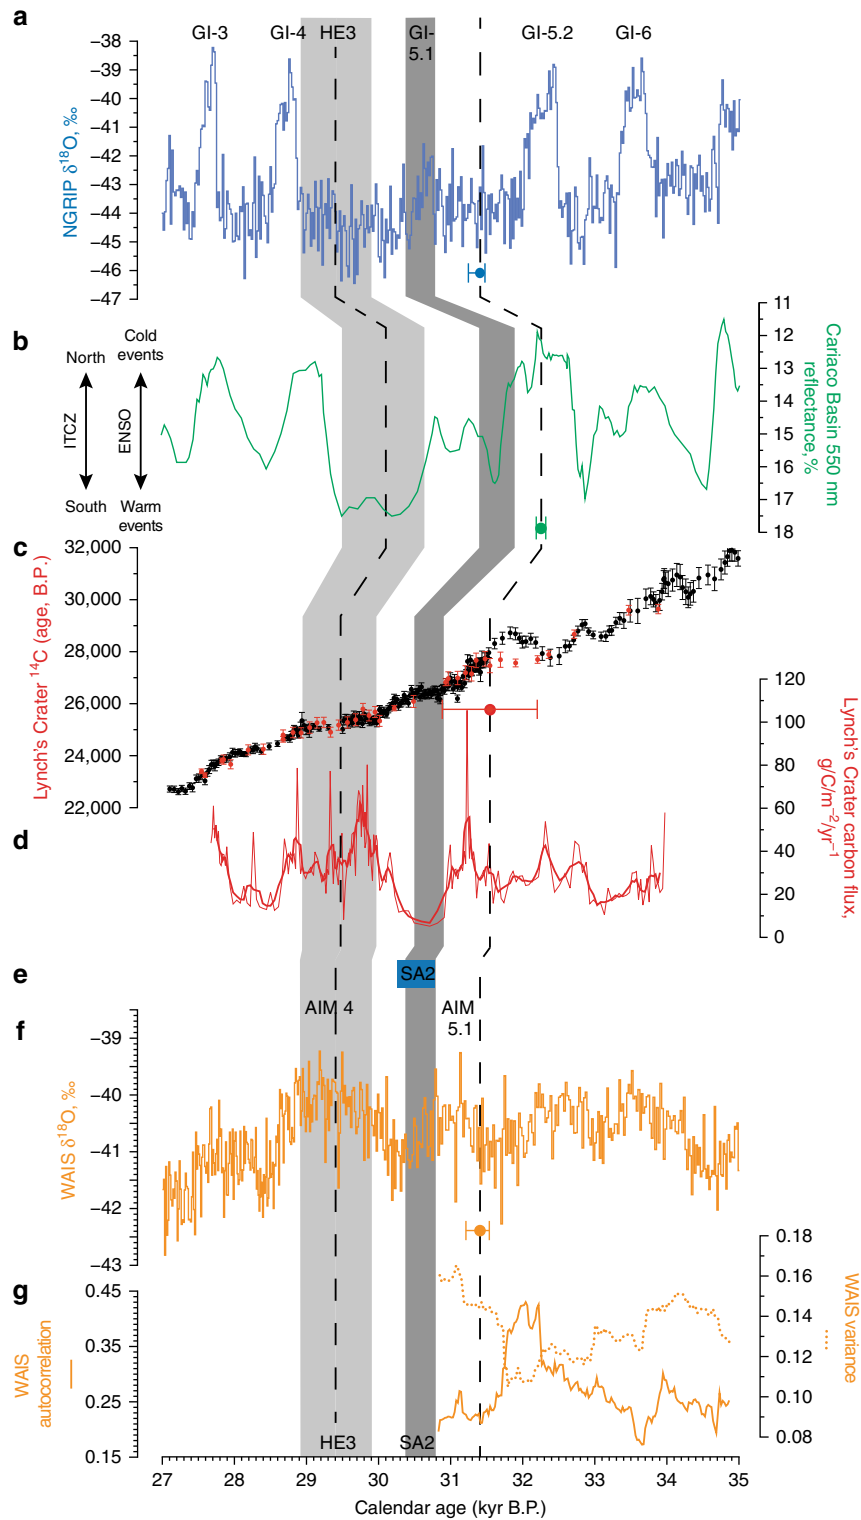 a
GI-3 GI-4 HE3 GI-5.1 GI-5.2 GI-6
NGRIP δ18O, ‰
−38
−39
−40
−41
−42
−43
−44
−45
−46
−47
b
North
South
ITCZ
Cold events
Warm events
ENSO
11
12
13
14
15
16
17
18
Cariaco Basin 550 nm
reflectance, %
c
Lynch's Crater 14C (age, B.P.)
32,000
30,000
28,000
26,000
24,000
22,000
120
100
80
60
40
20
0
Lynch's Crater carbon flux,
g/C/m−2/yr−1
d
e
SA2
AIM 4
AIM 5.1
f
WAIS δ18O, ‰
−39
−40
−41
−42
−43
g
WAIS
autocorrelation
0.45
0.35
0.25
0.15
0.18
0.16
0.14
0.12
0.10
0.08
WAIS variance
HE3 SA2
27 28 29 30 31 32 33 34 35
Calendar age (kyr B.P.)